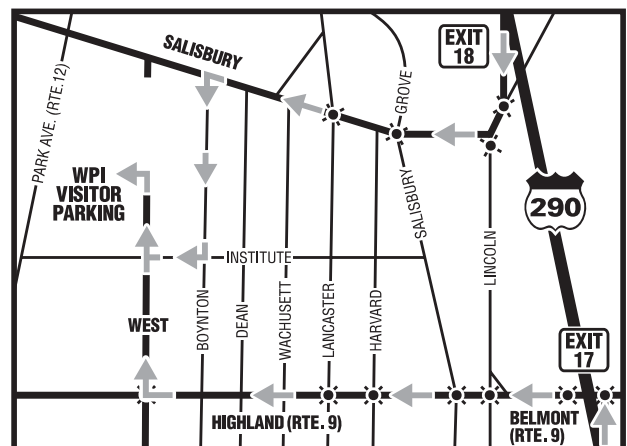 SALISBURY
EXIT
18
GROVE
PARK AVE. (RTE.12)
WPI
VISITOR
PARKING
290
SALISBURY
INSTITUTE
LINCOLN
WEST
BOYNTON
DEAN
WACHUSETT
LANCASTER
HARVARD
EXIT
17
HIGHLAND (RTE. 9)
BELMONT
(RTE. 9)